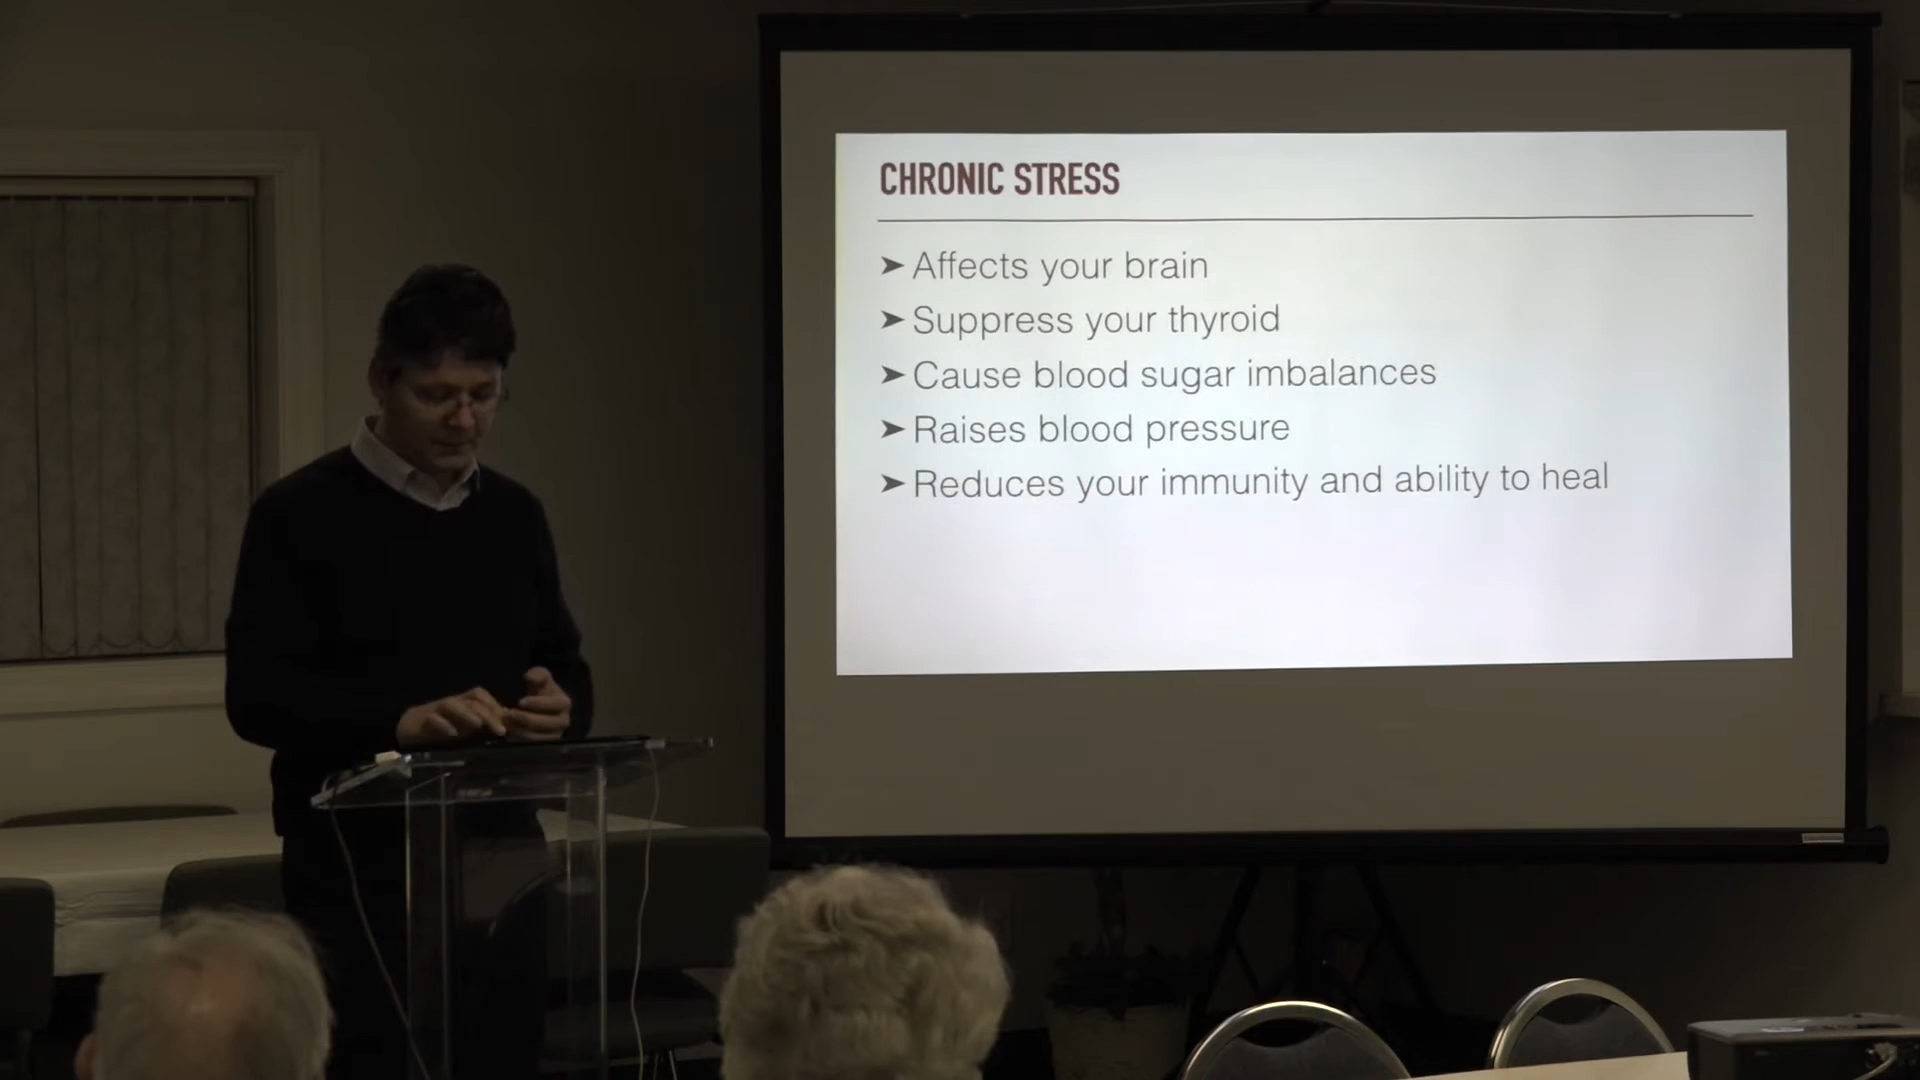 CHRONIC STRESS
➤ Affects your brain
➤ Suppress your thyroid
➤ Cause blood sugar imbalances
➤ Raises blood pressure
➤ Reduces your immunity and ability to heal